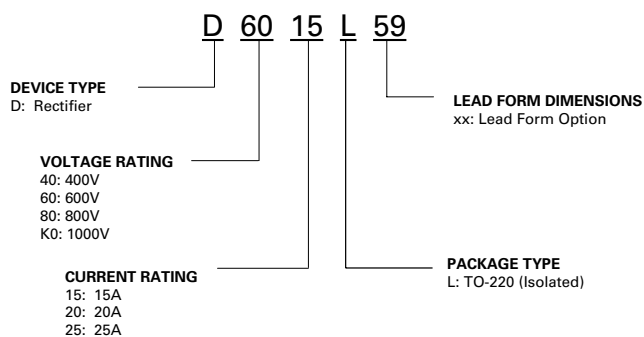 D 60 15 L 59
DEVICE TYPE
D: Rectifier
LEAD FORM DIMENSIONS
xx: Lead Form Option
VOLTAGE RATING
40: 400V
60: 600V
80: 800V
K0: 1000V
CURRENT RATING
15: 15A
20: 20A
25: 25A
PACKAGE TYPE
L: TO-220 (Isolated)